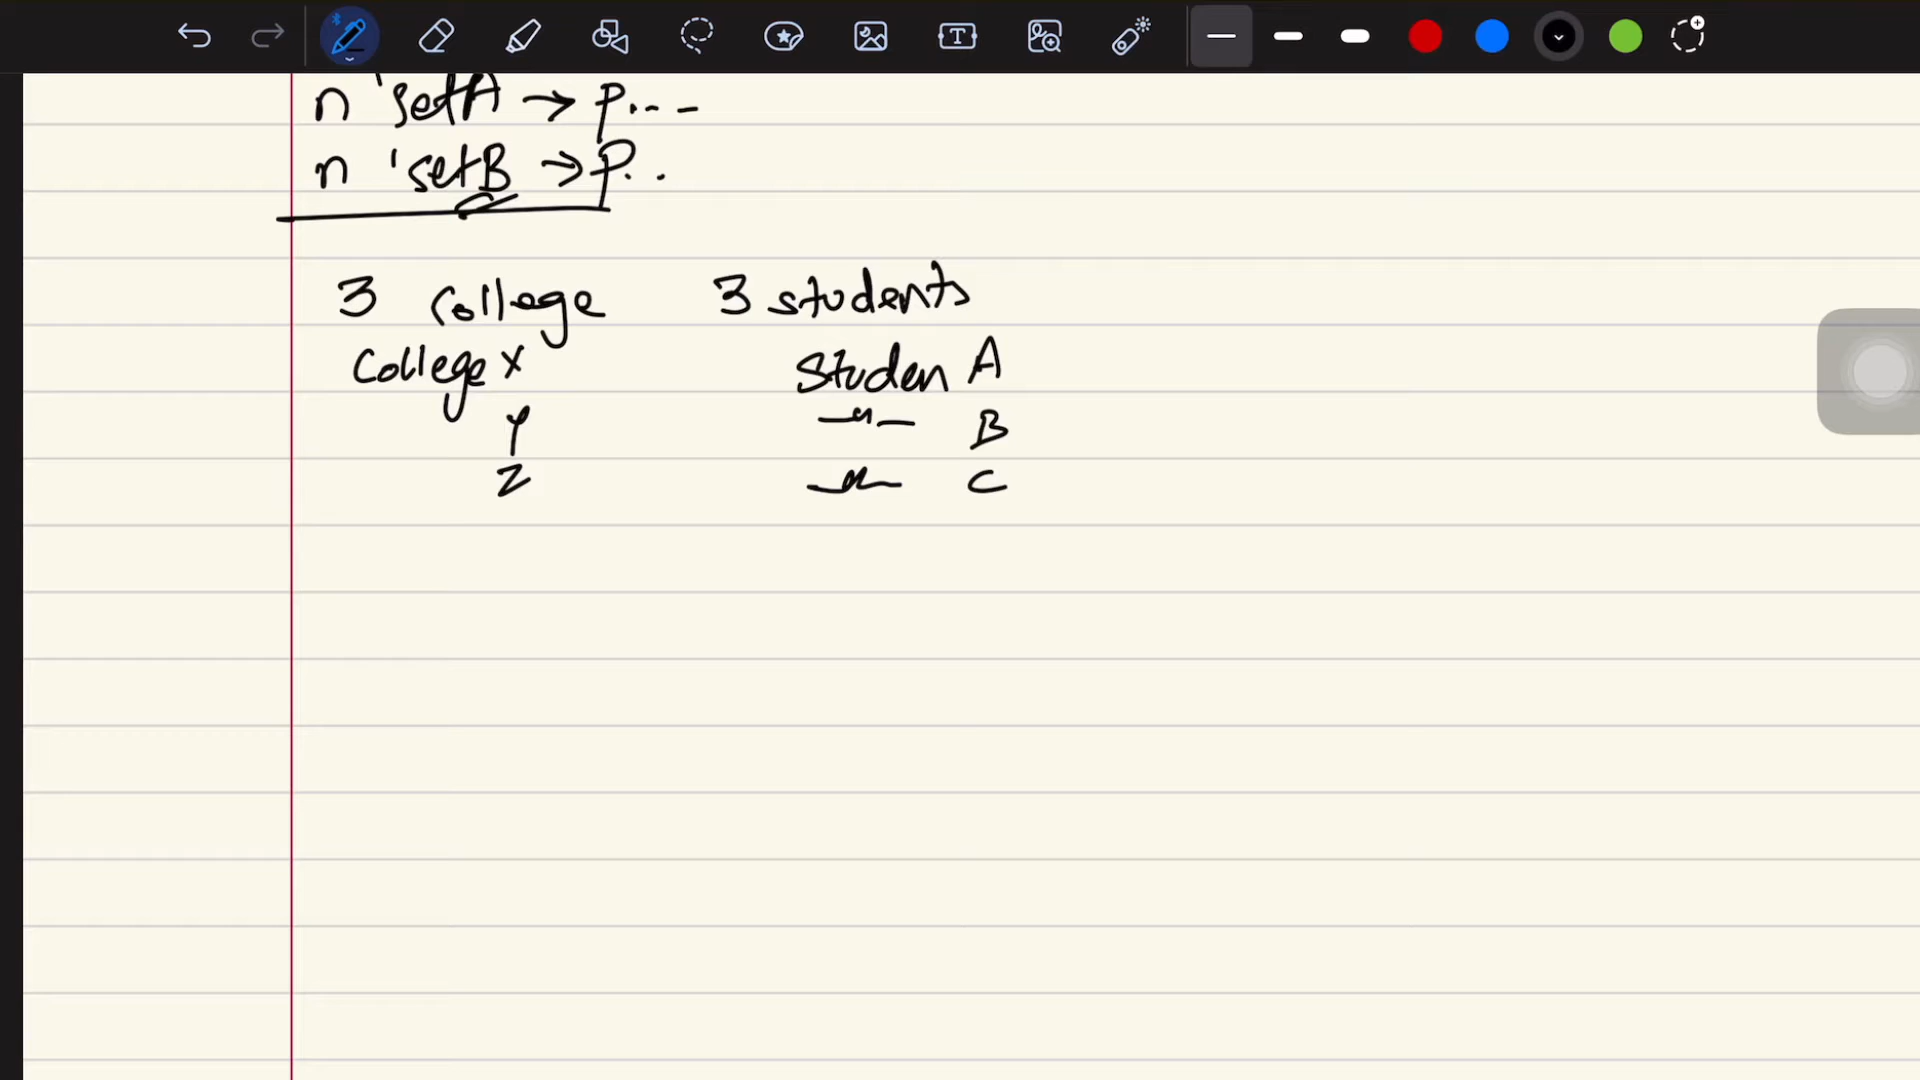 n 'setA → P...-
n 'setB → P..
3 college 3 students
College X Studen A
Y —"— B
Z —"— C